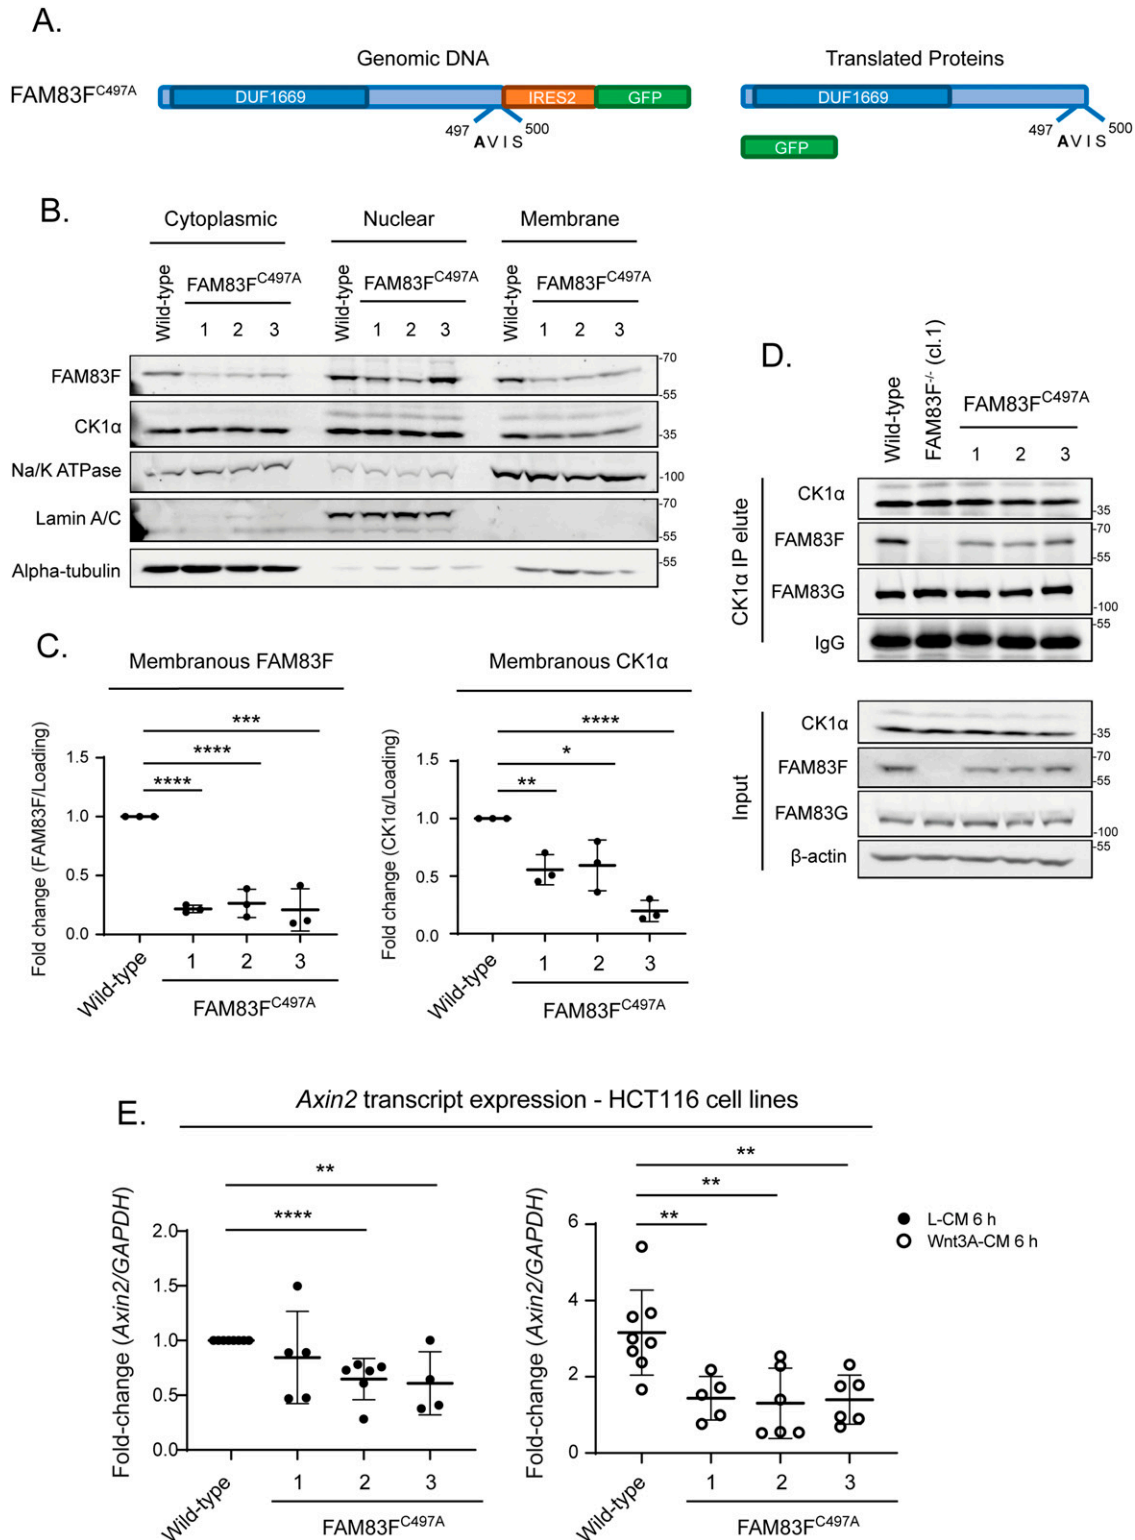 A.
Genomic DNA
Translated Proteins
FAM83F^C497A
DUF1669
IRES2
GFP
DUF1669
497
500
A V I S
497
500
A V I S
GFP
B.
Cytoplasmic
Nuclear
Membrane
Wild-type
FAM83F^C497A
Wild-type
FAM83F^C497A
Wild-type
FAM83F^C497A
1 2 3
1 2 3
1 2 3
FAM83F
-70
-55
CK1α
-35
Na/K ATPase
-100
Lamin A/C
-70
-55
Alpha-tubulin
-55
D.
Wild-type
FAM83F^-/- (cl.1)
FAM83F^C497A
1 2 3
CK1α IP elute
CK1α
-35
FAM83F
-70
-55
FAM83G
-100
IgG
-55
Input
CK1α
-35
FAM83F
-70
-55
FAM83G
-100
β-actin
-55
C.
Membranous FAM83F
Fold change (FAM83F/Loading)
***
****
****
1.5
1.0
0.5
0.0
Wild-type
1 2 3
FAM83F^C497A
Membranous CK1α
Fold change (CK1α/Loading)
****
*
**
1.5
1.0
0.5
0.0
Wild-type
1 2 3
FAM83F^C497A
E.
Axin2 transcript expression - HCT116 cell lines
Fold-change (Axin2/GAPDH)
**
****
2.0
1.5
1.0
0.5
0.0
Wild-type
1 2 3
FAM83F^C497A
Fold-change (Axin2/GAPDH)
**
**
**
6
4
2
0
Wild-type
1 2 3
FAM83F^C497A
L-CM 6 h
Wnt3A-CM 6 h